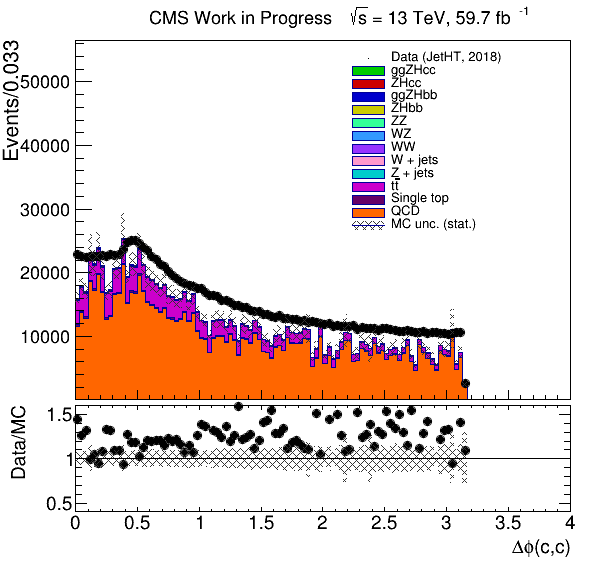 CMS Work in Progress √s = 13 TeV, 59.7 fb⁻¹
Events/0.033
50000
40000
30000
20000
10000
Data (JetHT, 2018)
ggZHcc
ZHcc
ggZHbb
ZHbb
ZZ
WZ
WW
W + jets
Z + jets
tt̄
Single top
QCD
MC unc. (stat.)
Data/MC
1.5
1
0.5
0 0.5 1 1.5 2 2.5 3 3.5 4
Δϕ(c,c)